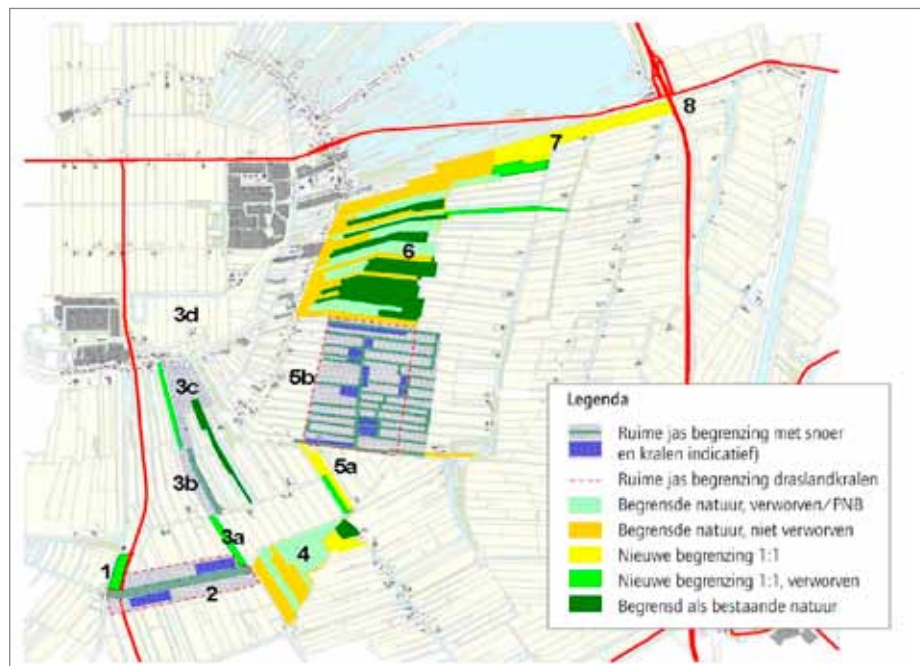 8
7
6
3d
5b
3c
5a
3b
3a
4
1
2
Legenda
Ruime jas begrenzing met snoer
en kralen indicatief)
Ruime jas begrenzing draslandkralen
Begrensde natuur, verworven/PNB
Begrensde natuur, niet verworven
Nieuwe begrenzing 1:1
Nieuwe begrenzing 1:1, verworven
Begrensd als bestaande natuur